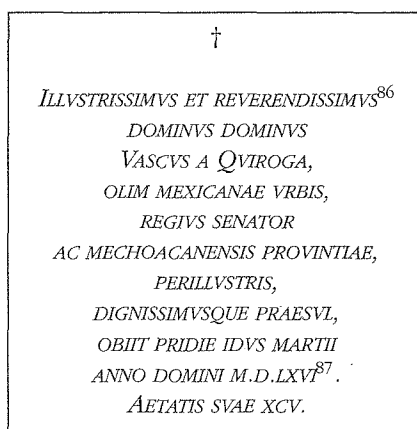 †
ILLVSTRISSIMVS ET REVERENDISSIMVS86
DOMINVS DOMINVS
VASCVS A QVIROGA,
OLIM MEXICANAE VRBIS,
REGIVS SENATOR
AC MECHOACANENSIS PROVINTIAE,
PERILLVSTRIS,
DIGNISSIMVSQUE PRAESVL,
OBIIT PRIDIE IDVS MARTII
ANNO DOMINI M.D.LXVI87.
AETATIS SVAE XCV.